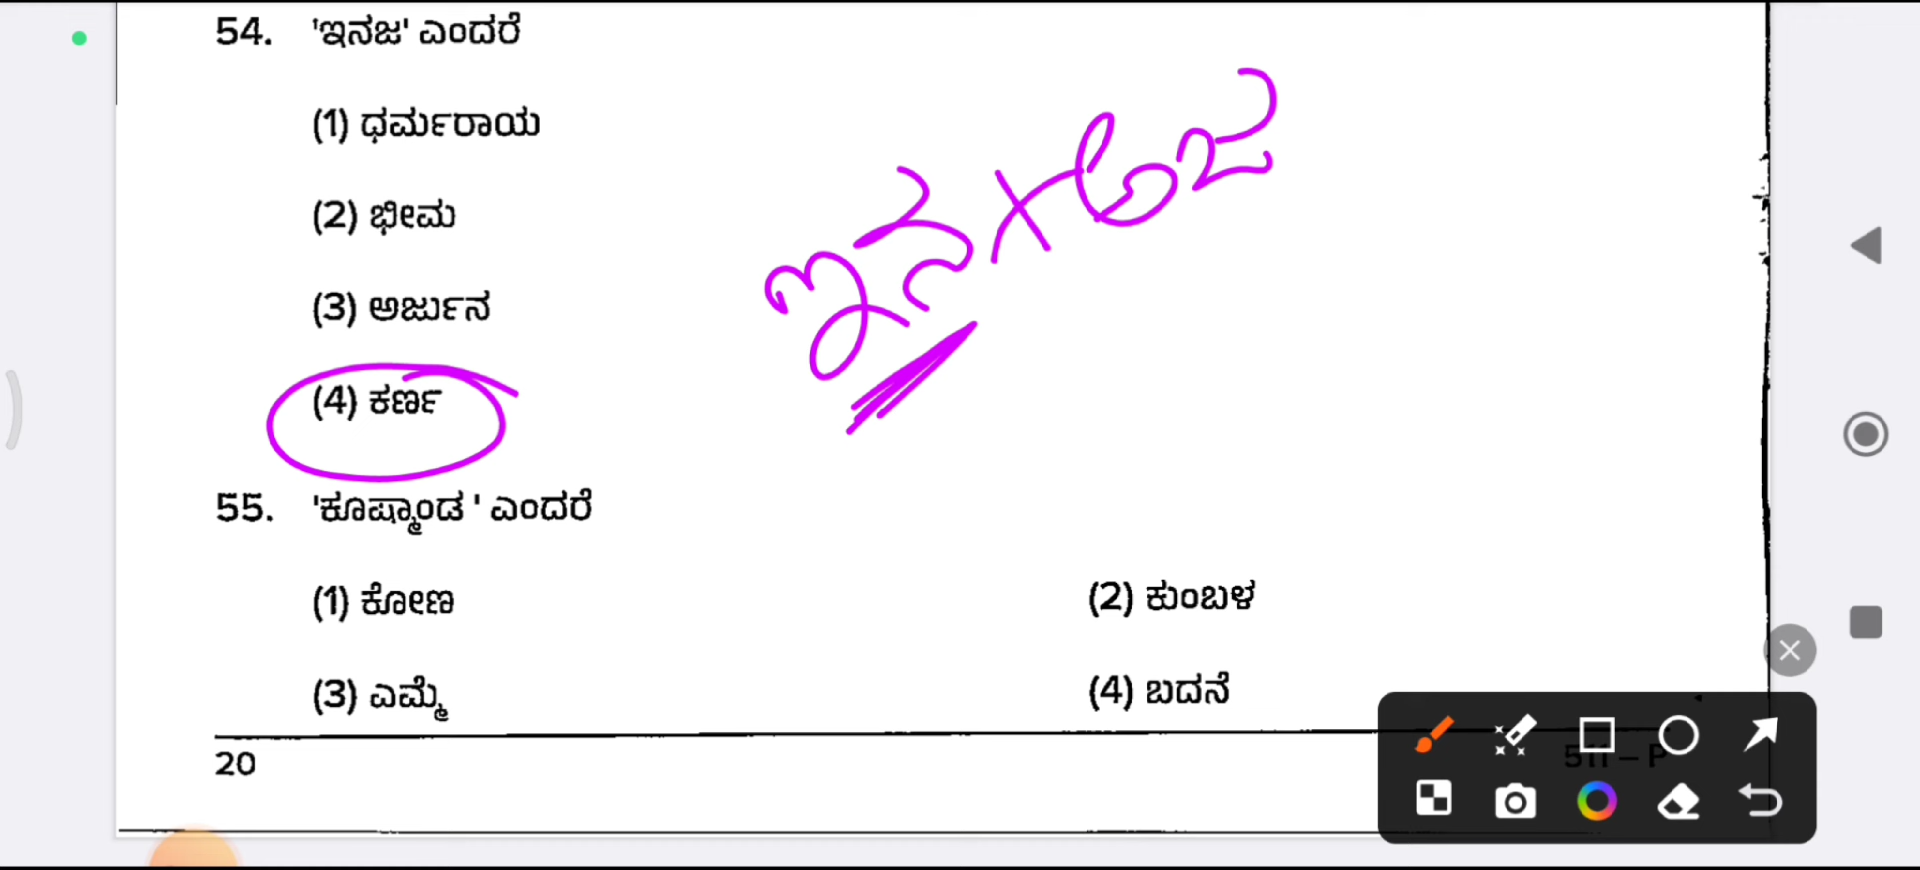 54. 'ಇನಜ' ಎಂದರೆ
(1) ಧರ್ಮರಾಯ
(2) ಭೀಮ
(3) ಅರ್ಜುನ
(4) ಕರ್ಣ
55. 'ಕೂಷ್ಮಾಂಡ ' ಎಂದರೆ
(1) ಕೋಣ (2) ಕುಂಬಳ
(3) ಎಮ್ಮೆ (4) ಬದನೆ
20